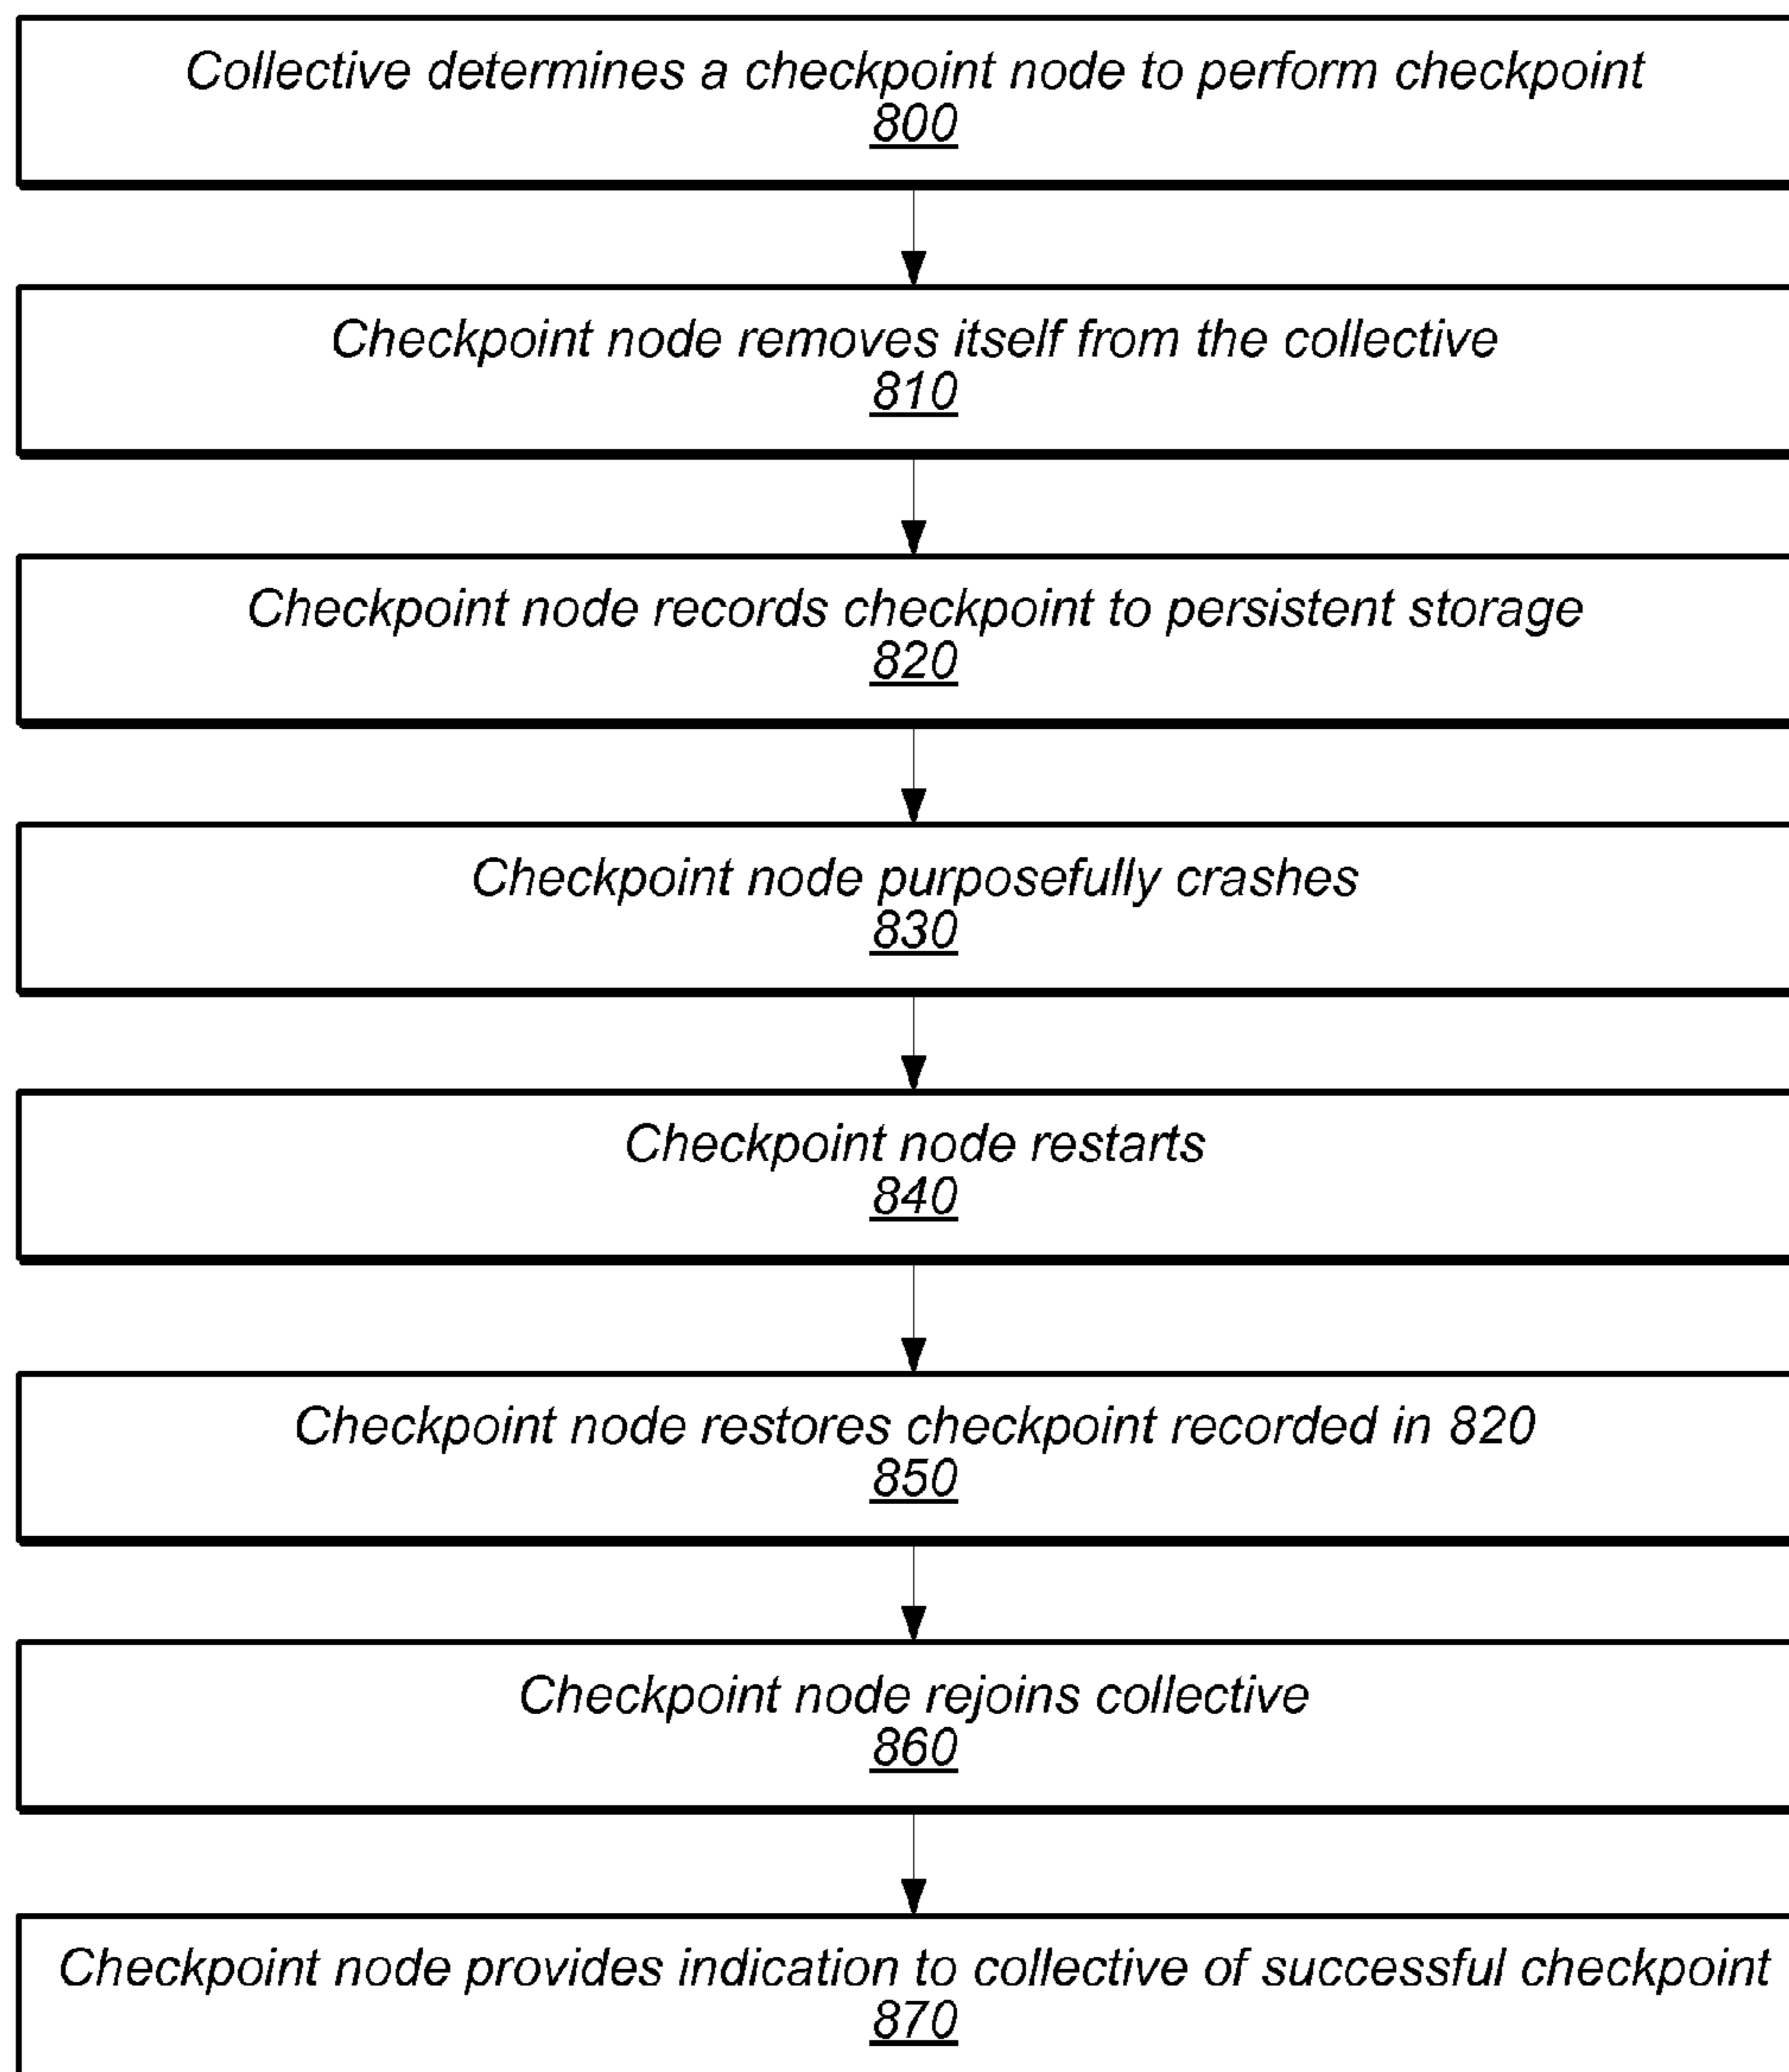 Collective determines a checkpoint node to perform checkpoint
800
Checkpoint node removes itself from the collective
810
Checkpoint node records checkpoint to persistent storage
820
Checkpoint node purposefully crashes
830
Checkpoint node restarts
840
Checkpoint node restores checkpoint recorded in 820
850
Checkpoint node rejoins collective
860
Checkpoint node provides indication to collective of successful checkpoint
870